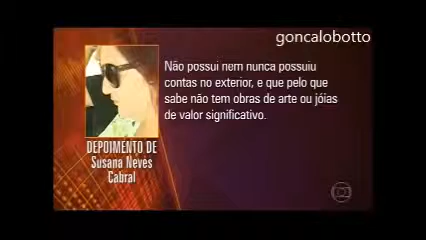 goncalobotto
Não possui nem nunca possuiu
contas no exterior, e que pelo que
sabe não tem obras de arte ou jóias
de valor significativo.
DEPOIMENTO DE
Susana Neves
Cabral